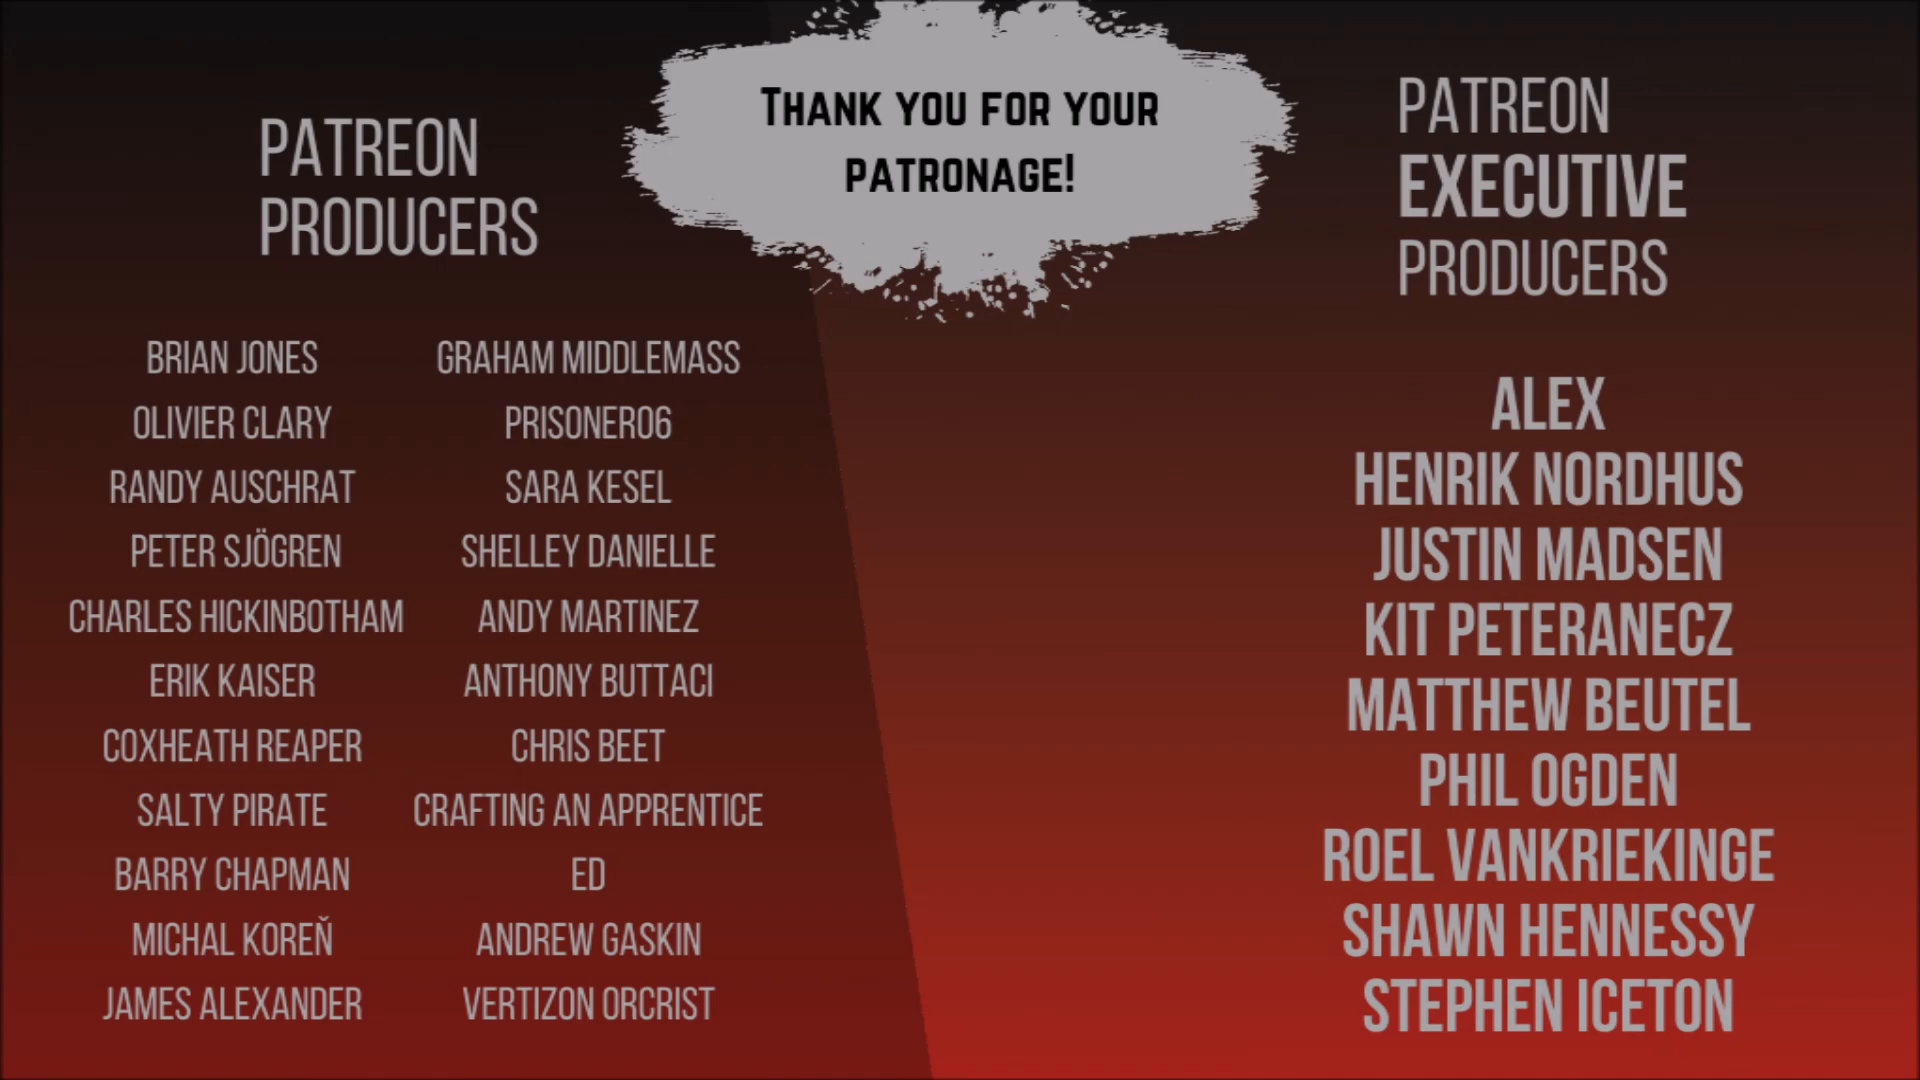 Thank you for your
patronage!
PATREON
PRODUCERS
BRIAN JONES
OLIVIER CLARY
RANDY AUSCHRAT
PETER SJÖGREN
CHARLES HICKINBOTHAM
ERIK KAISER
COXHEATH REAPER
SALTY PIRATE
BARRY CHAPMAN
MICHAL KOREŇ
JAMES ALEXANDER
GRAHAM MIDDLEMASS
PRISONER06
SARA KESEL
SHELLEY DANIELLE
ANDY MARTINEZ
ANTHONY BUTTACI
CHRIS BEET
CRAFTING AN APPRENTICE
ED
ANDREW GASKIN
VERTIZON ORCRIST
PATREON
EXECUTIVE
PRODUCERS
ALEX
HENRIK NORDHUS
JUSTIN MADSEN
KIT PETERANECZ
MATTHEW BEUTEL
PHIL OGDEN
ROEL VANKRIEKINGE
SHAWN HENNESSY
STEPHEN ICETON